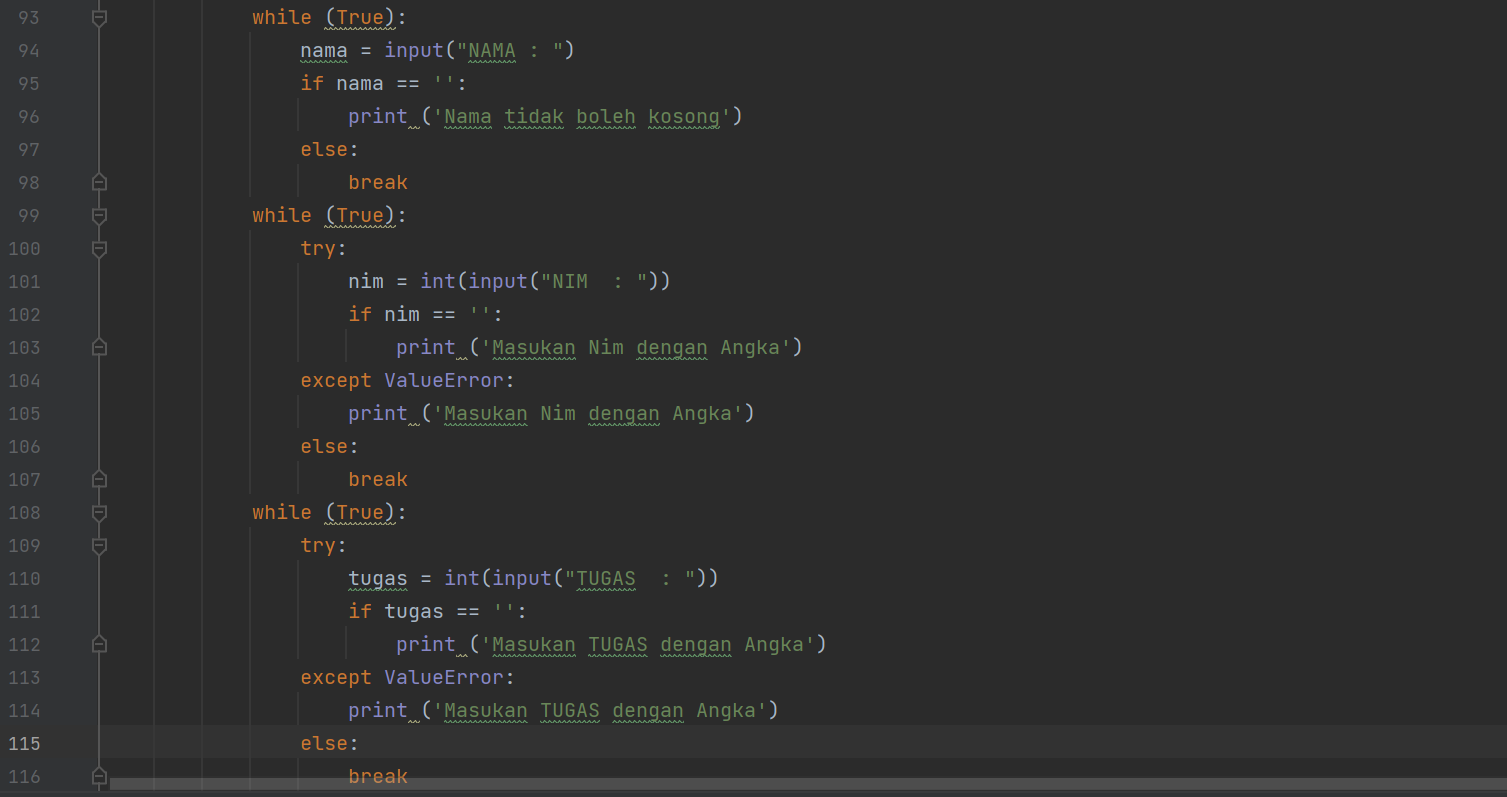 93 while (True):
94 nama = input("NAMA : ")
95 if nama == '':
96 print ('Nama tidak boleh kosong')
97 else:
98 break
99 while (True):
100 try:
101 nim = int(input("NIM  : "))
102 if nim == '':
103 print ('Masukan Nim dengan Angka')
104 except ValueError:
105 print ('Masukan Nim dengan Angka')
106 else:
107 break
108 while (True):
109 try:
110 tugas = int(input("TUGAS  : "))
111 if tugas == '':
112 print ('Masukan TUGAS dengan Angka')
113 except ValueError:
114 print ('Masukan TUGAS dengan Angka')
115 else:
116 break